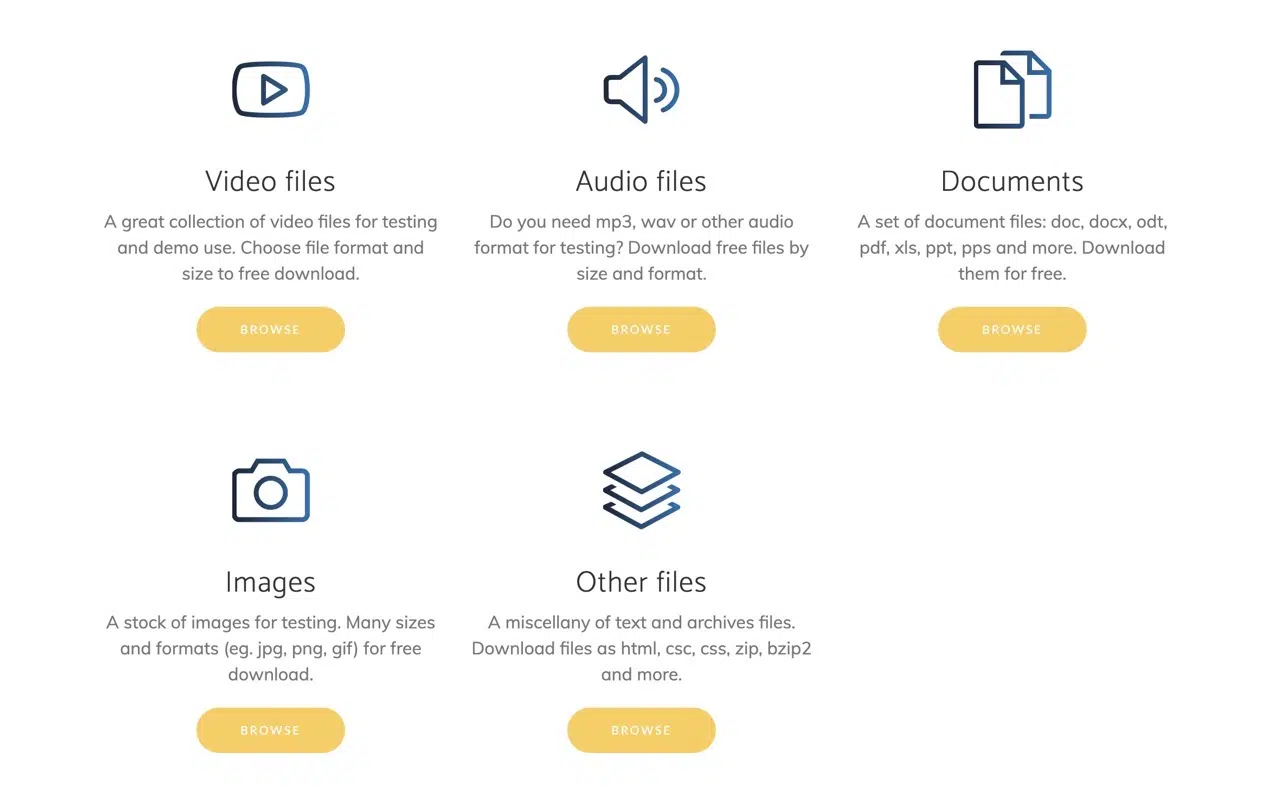 Video files
A great collection of video files for testing
and demo use. Choose file format and
size to free download.
BROWSE
Audio files
Do you need mp3, wav or other audio
format for testing? Download free files by
size and format.
BROWSE
Documents
A set of document files: doc, docx, odt,
pdf, xls, ppt, pps and more. Download
them for free.
BROWSE
Images
A stock of images for testing. Many sizes
and formats (eg. jpg, png, gif) for free
download.
BROWSE
Other files
A miscellany of text and archives files.
Download files as html, csc, css, zip, bzip2
and more.
BROWSE